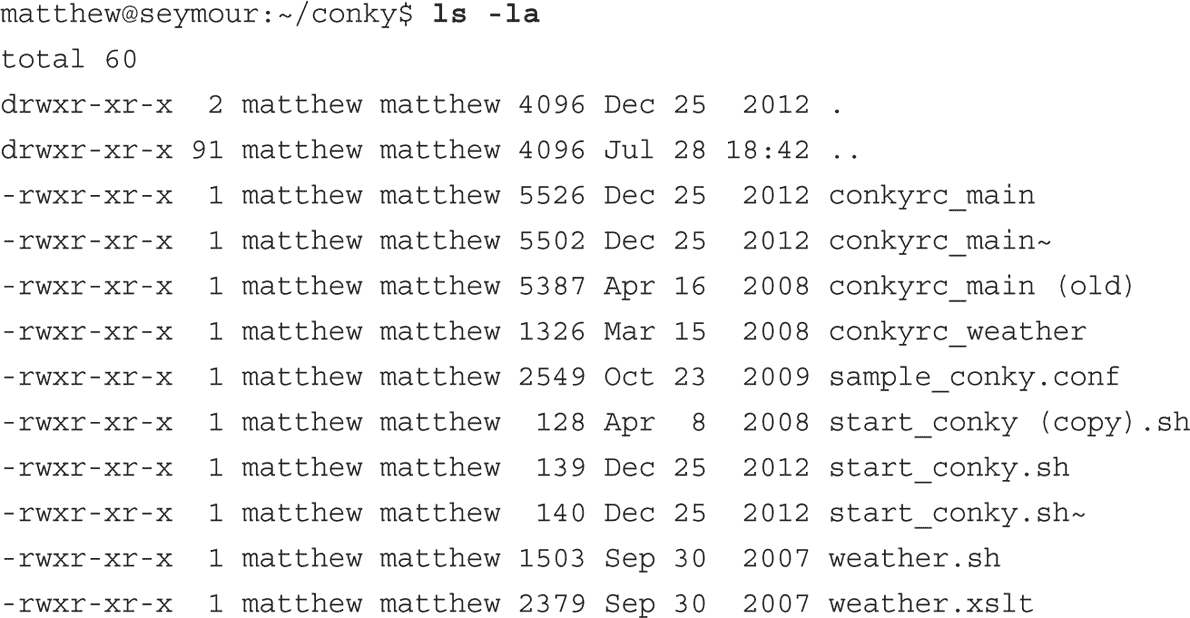 matthew@seymour:~/conky$ ls -la
total 60
drwxr-xr-x  2 matthew matthew 4096 Dec 25  2012 .
drwxr-xr-x 91 matthew matthew 4096 Jul 28 18:42 ..
-rwxr-xr-x  1 matthew matthew 5526 Dec 25  2012 conkyrc_main
-rwxr-xr-x  1 matthew matthew 5502 Dec 25  2012 conkyrc_main~
-rwxr-xr-x  1 matthew matthew 5387 Apr 16  2008 conkyrc_main (old)
-rwxr-xr-x  1 matthew matthew 1326 Mar 15  2008 conkyrc_weather
-rwxr-xr-x  1 matthew matthew 2549 Oct 23  2009 sample_conky.conf
-rwxr-xr-x  1 matthew matthew  128 Apr  8  2008 start_conky (copy).sh
-rwxr-xr-x  1 matthew matthew  139 Dec 25  2012 start_conky.sh
-rwxr-xr-x  1 matthew matthew  140 Dec 25  2012 start_conky.sh~
-rwxr-xr-x  1 matthew matthew 1503 Sep 30  2007 weather.sh
-rwxr-xr-x  1 matthew matthew 2379 Sep 30  2007 weather.xslt